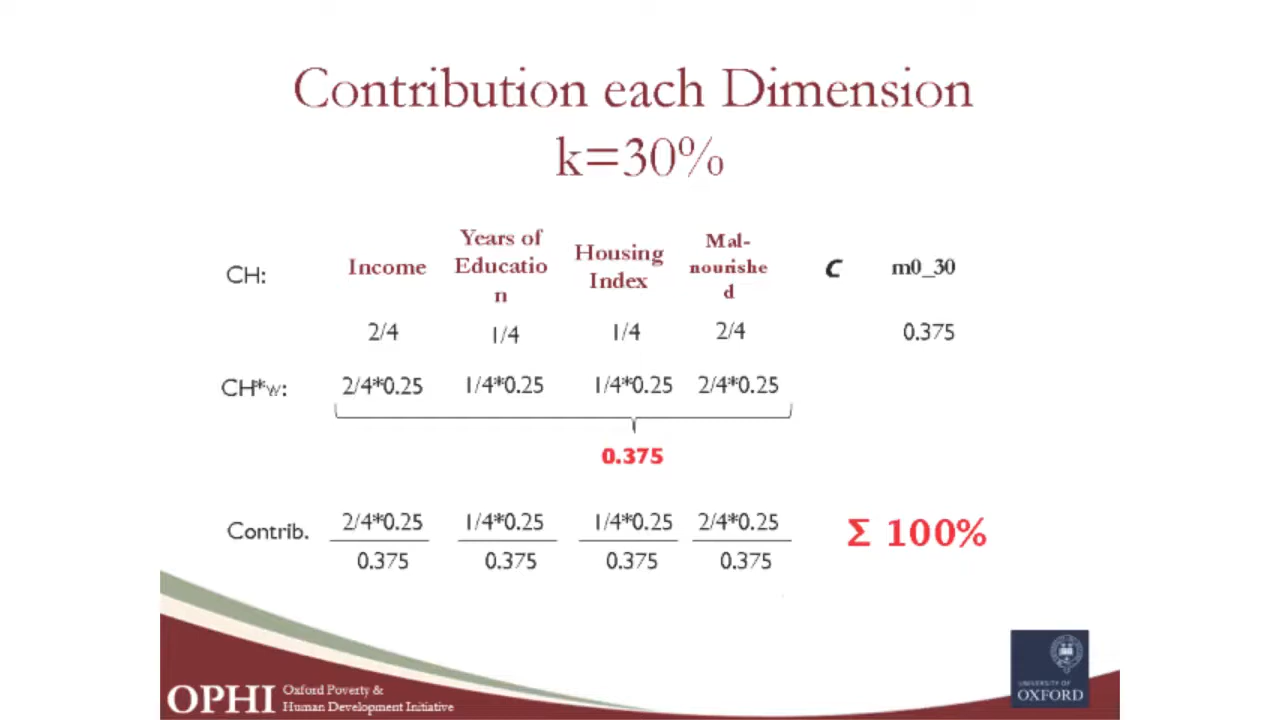 Contribution each Dimension
k=30%
CH: Income Years of Educatio n Housing Index Mal- nourishe d C m0_30
2/4 1/4 1/4 2/4 0.375
CH*w: 2/4*0.25 1/4*0.25 1/4*0.25 2/4*0.25
0.375
Contrib. 2/4*0.25 1/4*0.25 1/4*0.25 2/4*0.25 Σ 100%
0.375 0.375 0.375 0.375
OPHI Oxford Poverty &
Human Development Initiative
UNIVERSITY OF
OXFORD